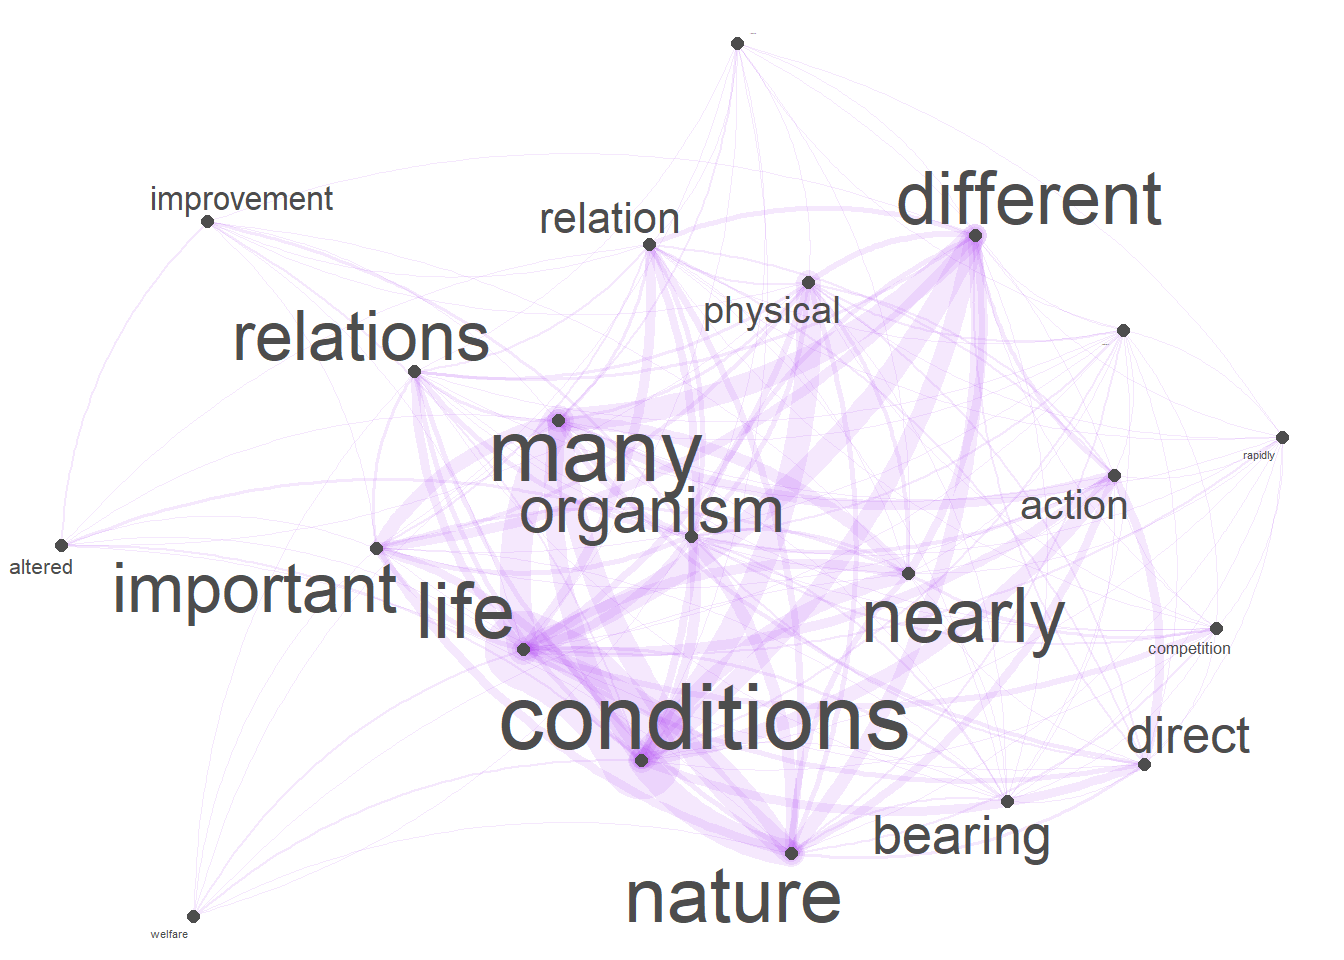 improvement
relation
different
physical
relations
many
rapidly
organism
action
altered
important
life
nearly
competition
conditions
direct
bearing
nature
welfare